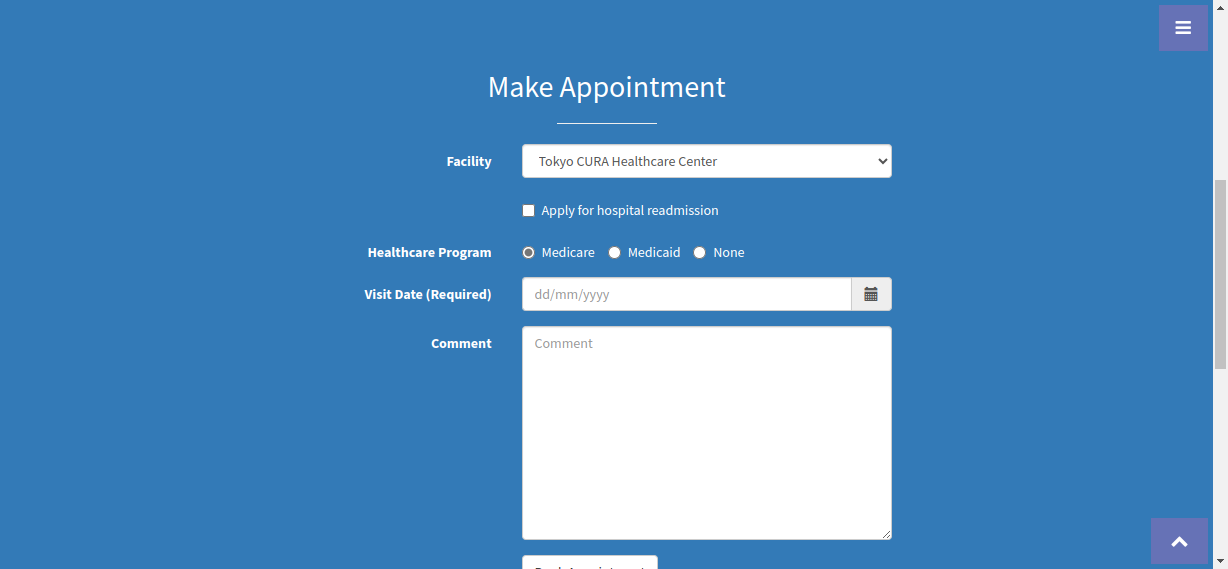 Make Appointment
Facility
Tokyo CURA Healthcare Center
Apply for hospital readmission
Healthcare Program
Medicare Medicaid None
Visit Date (Required)
dd/mm/yyyy
Comment
Comment